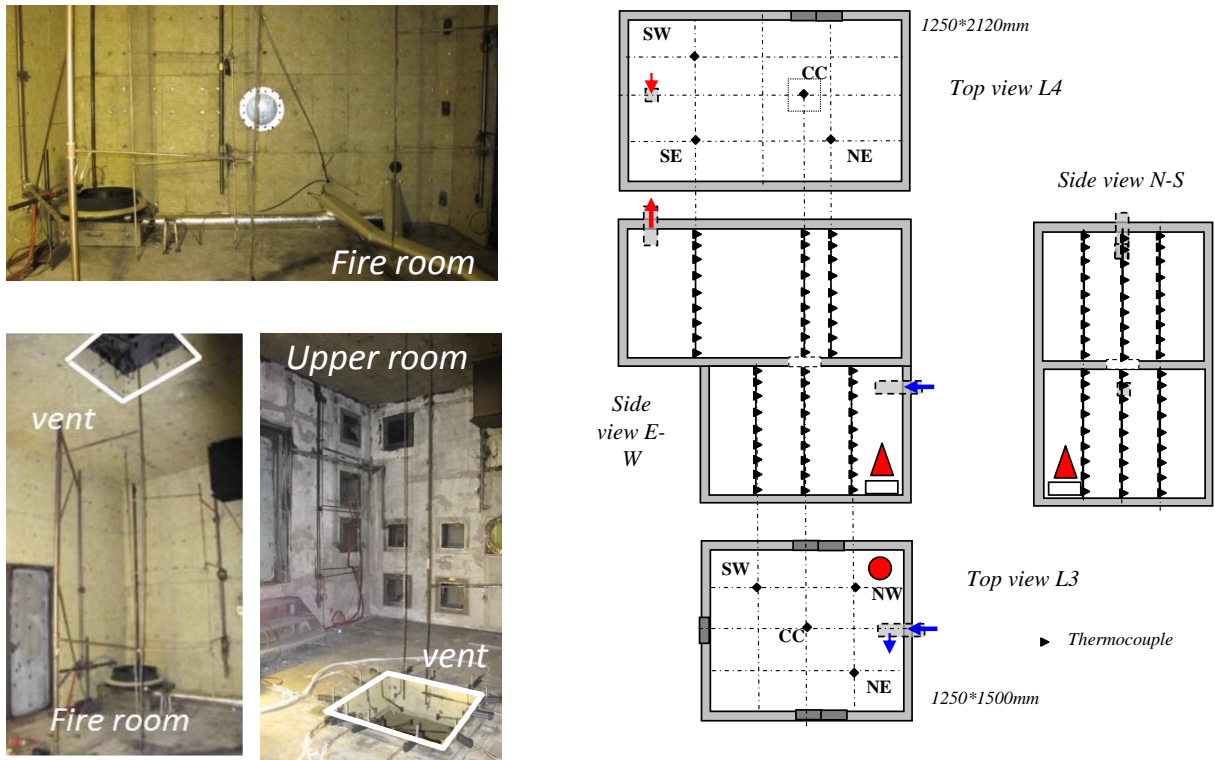 Fire room
vent
Fire room
Upper room
vent
1250*2120mm
SW
CC
Top view L4
SE
NE
Side view N-S
Side
view E-
W
SW
NW
Top view L3
CC
Thermocouple
NE
1250*1500mm